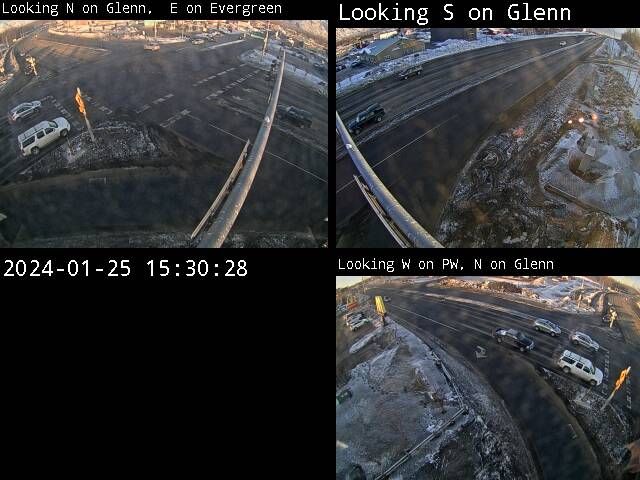 Looking N on Glenn,  E on Evergreen
Looking S on Glenn
2024-01-25 15:30:28
Looking W on PW, N on Glenn